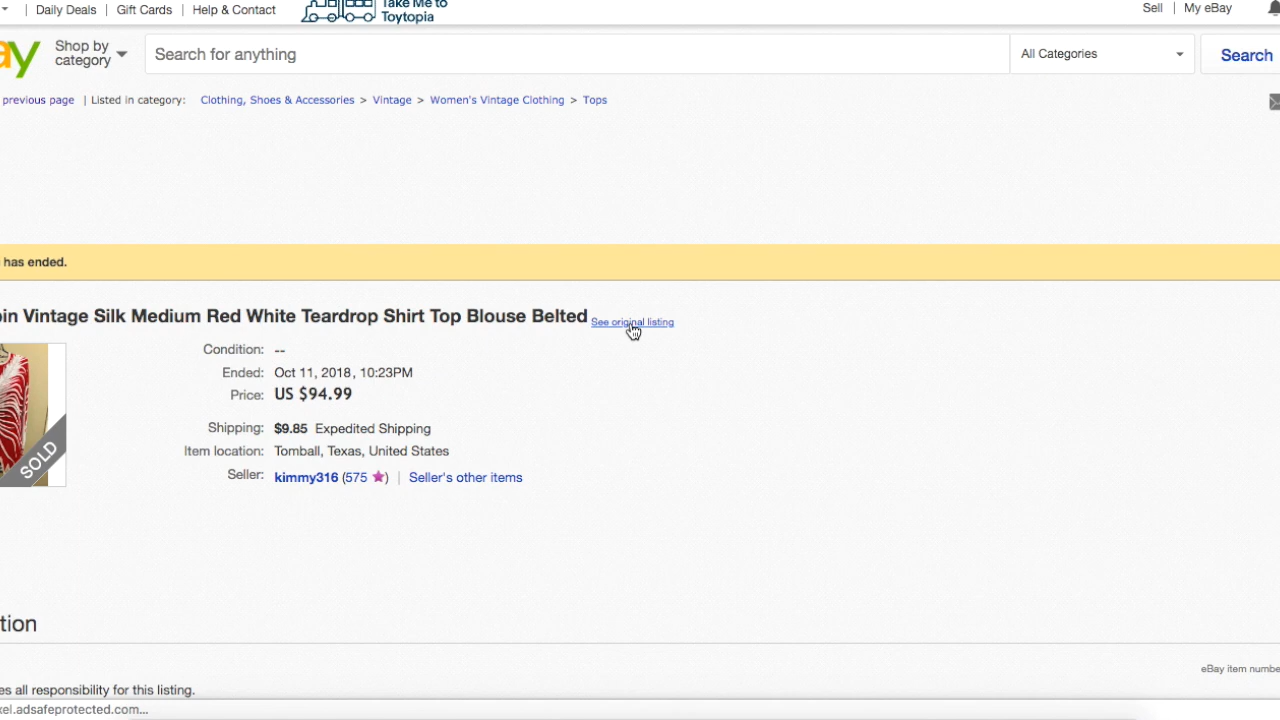 Daily Deals | Gift Cards | Help & Contact
Take Me to
Toytopia
Sell | My eBay
ay
Shop by
category
Search for anything
All Categories
Search
previous page | Listed in category: Clothing, Shoes & Accessories > Vintage > Women's Vintage Clothing > Tops
has ended.
Vintage Silk Medium Red White Teardrop Shirt Top Blouse Belted See original listing
Condition: --
Ended: Oct 11, 2018, 10:23PM
Price: US $94.99
Shipping: $9.85 Expedited Shipping
Item location: Tomball, Texas, United States
Seller: kimmy316 (575 ★) | Seller's other items
SOLD
tion
eBay item numbe
es all responsibility for this listing.
xel.adsafeprotected.com...